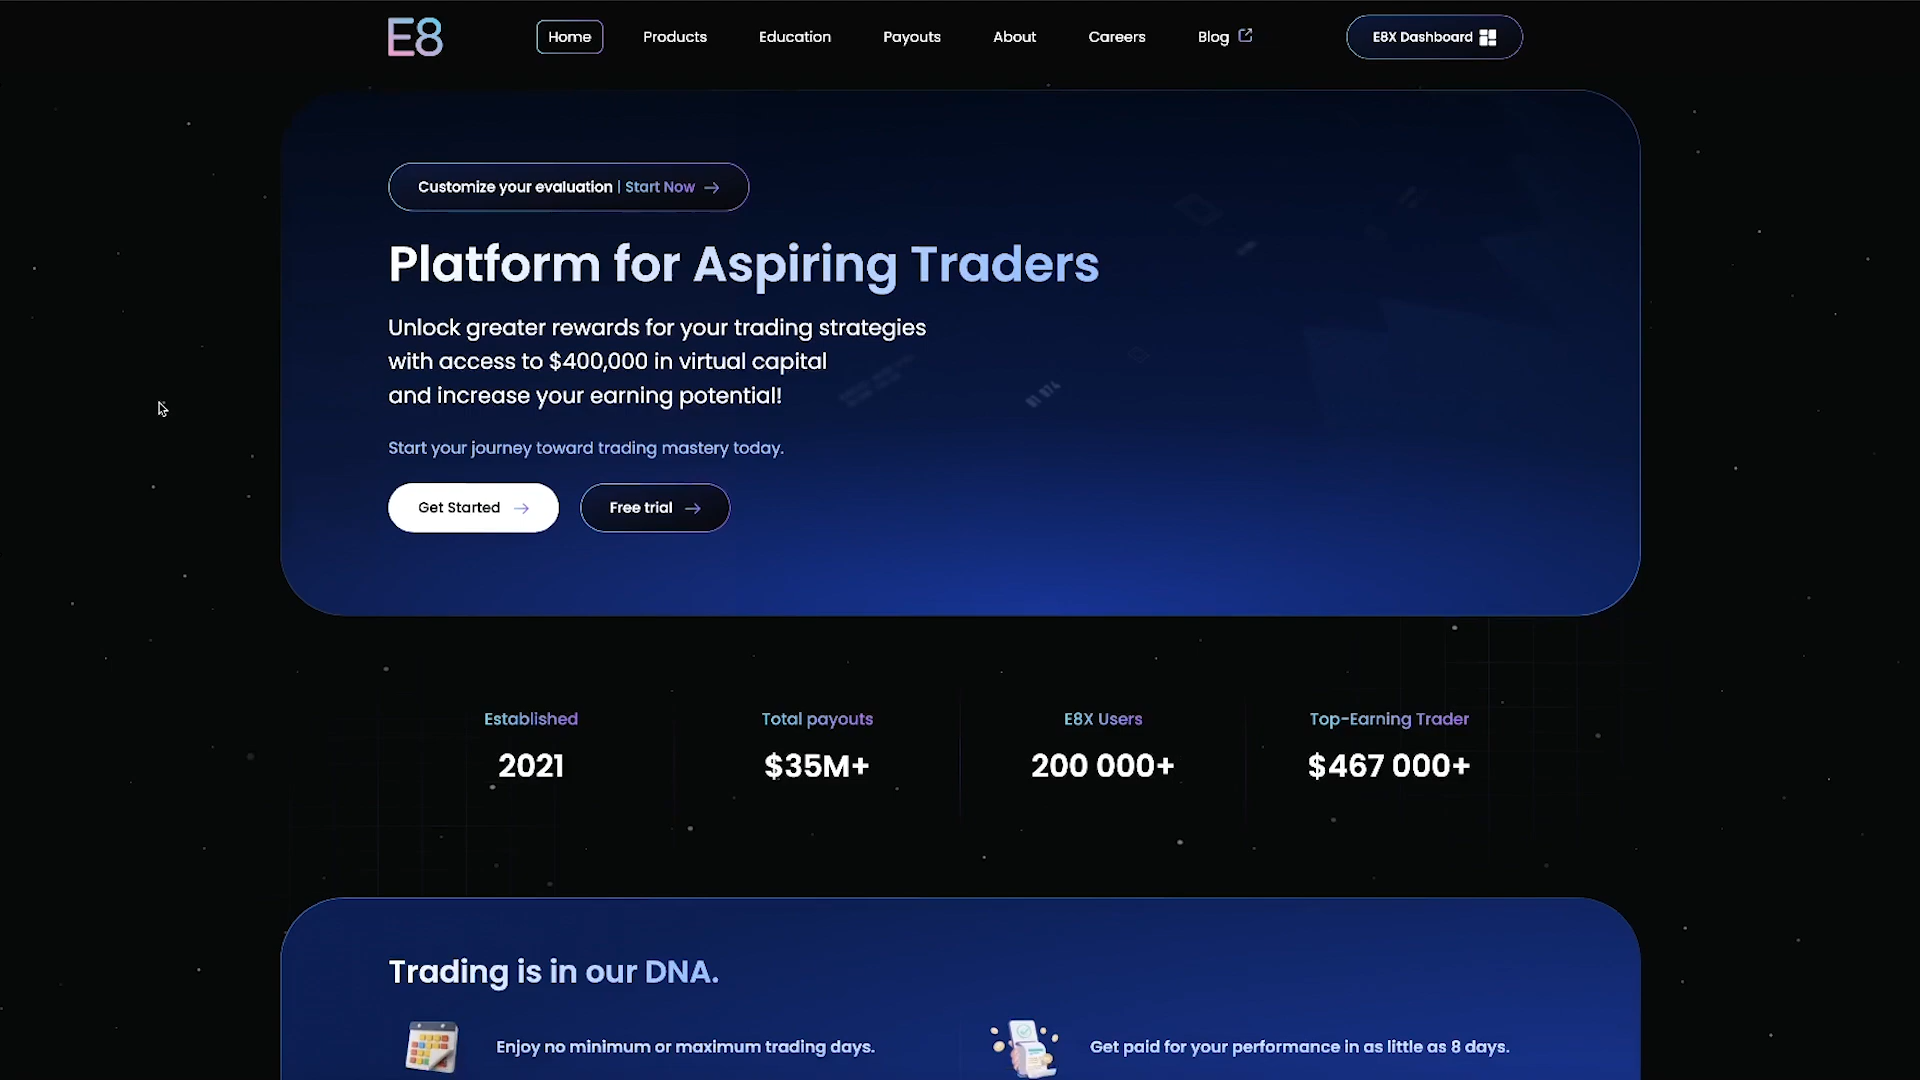 E8
Home
Products
Education
Payouts
About
Careers
Blog
E8X Dashboard
Customize your evaluation | Start Now
Platform for Aspiring Traders
Unlock greater rewards for your trading strategies
with access to $400,000 in virtual capital
and increase your earning potential!
Start your journey toward trading mastery today.
Get Started
Free trial
Established
2021
Total payouts
$35M+
E8X Users
200 000+
Top-Earning Trader
$467 000+
Trading is in our DNA.
Enjoy no minimum or maximum trading days.
Get paid for your performance in as little as 8 days.